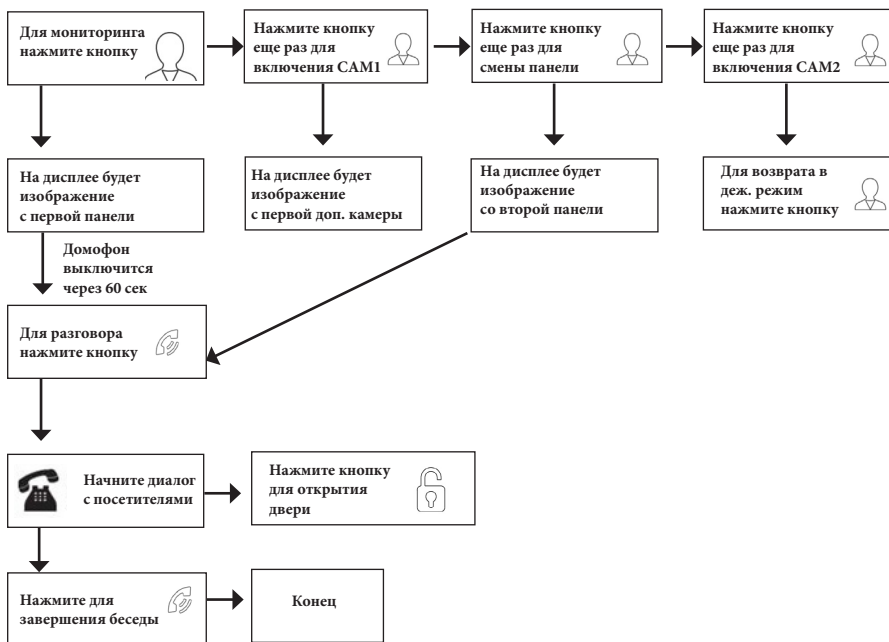 Для мониторинга
нажмите кнопку
Нажмите кнопку
еще раз для
включения CAM1
Нажмите кнопку
еще раз для
смены панели
Нажмите кнопку
еще раз для
включения CAM2
На дисплее будет
изображение
с первой панели
На дисплее будет
изображение
с первой доп. камеры
На дисплее будет
изображение
со второй панели
Для возврата в
деж. режим
нажмите кнопку
Домофон
выключится
через 60 сек
Для разговора
нажмите кнопку
Начните диалог
с посетителями
Нажмите кнопку
для открытия
двери
Нажмите для
завершения беседы
Конец